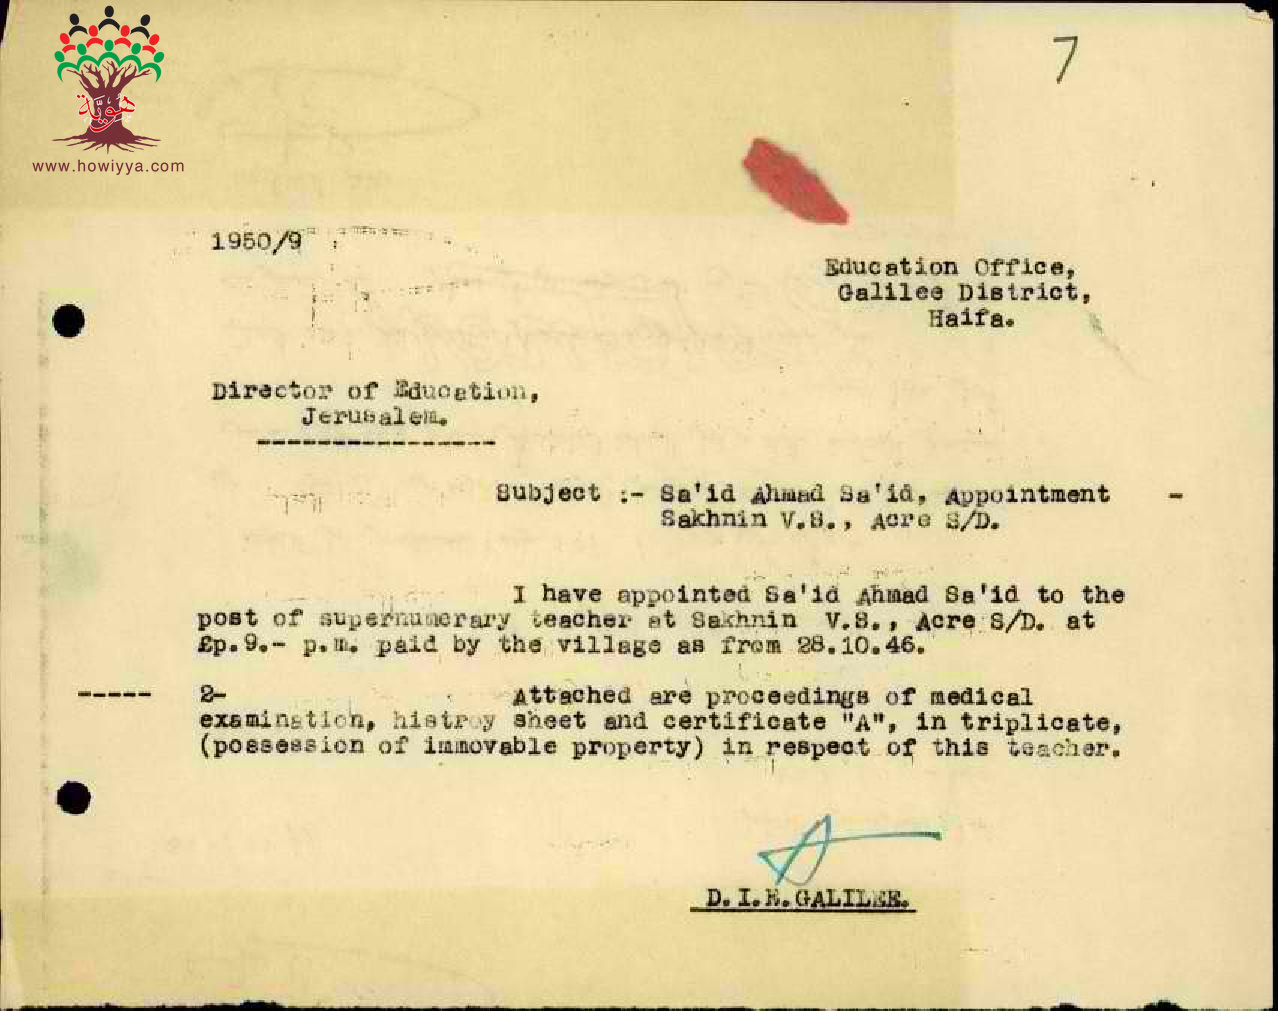 هوية
www.howiyya.com
7
1950/9
Education Office,
Galilee District,
Haifa.
Director of Education,
Jerusalem.
----------------
Subject :- Sa'id Ahmad Sa'id, Appointment -
Sakhnin V.S., Acre S/D.
I have appointed Sa'id Ahmad Sa'id to the
post of supernumerary teacher at Sakhnin V.S., Acre S/D. at
£p.9.- p.m. paid by the village as from 28.10.46.
----- 2- Attached are proceedings of medical
examination, histroy sheet and certificate "A", in triplicate,
(possession of immovable property) in respect of this teacher.
D.I.E.GALILEE.